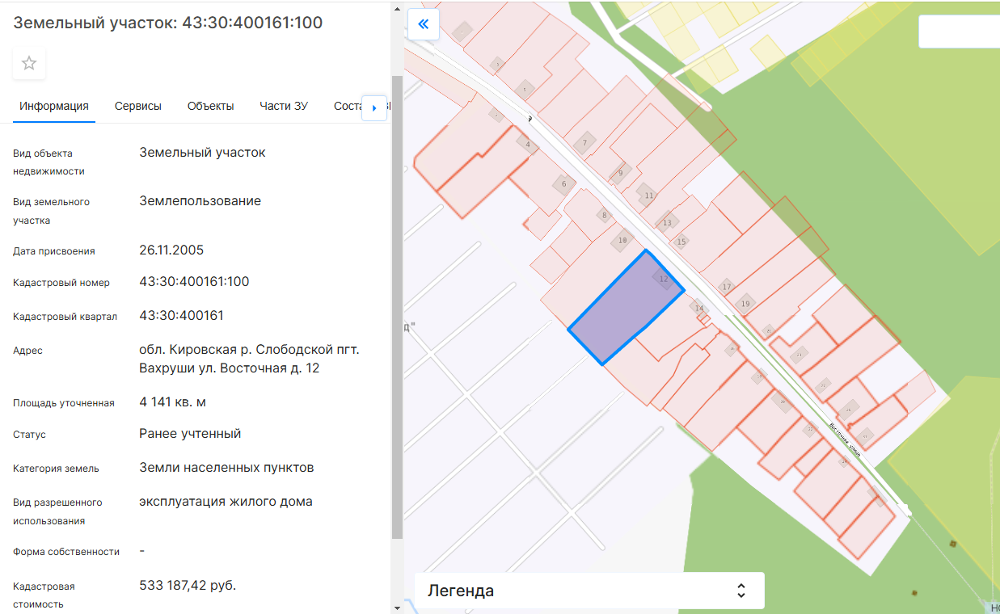 Земельный участок: 43:30:400161:100
Информация Сервисы Объекты Части ЗУ Соста
Вид объекта недвижимости
Земельный участок
Вид земельного участка
Землепользование
Дата присвоения
26.11.2005
Кадастровый номер
43:30:400161:100
Кадастровый квартал
43:30:400161
Адрес
обл. Кировская р. Слободской пгт.
Вахруши ул. Восточная д. 12
Площадь уточненная
4 141 кв. м
Статус
Ранее учтенный
Категория земель
Земли населенных пунктов
Вид разрешенного использования
эксплуатация жилого дома
Форма собственности
-
Кадастровая стоимость
533 187,42 руб.
4
7
6
9
8
11
10
13
15
12
17
14
19
д"
Восточная улица
Легенда
НО